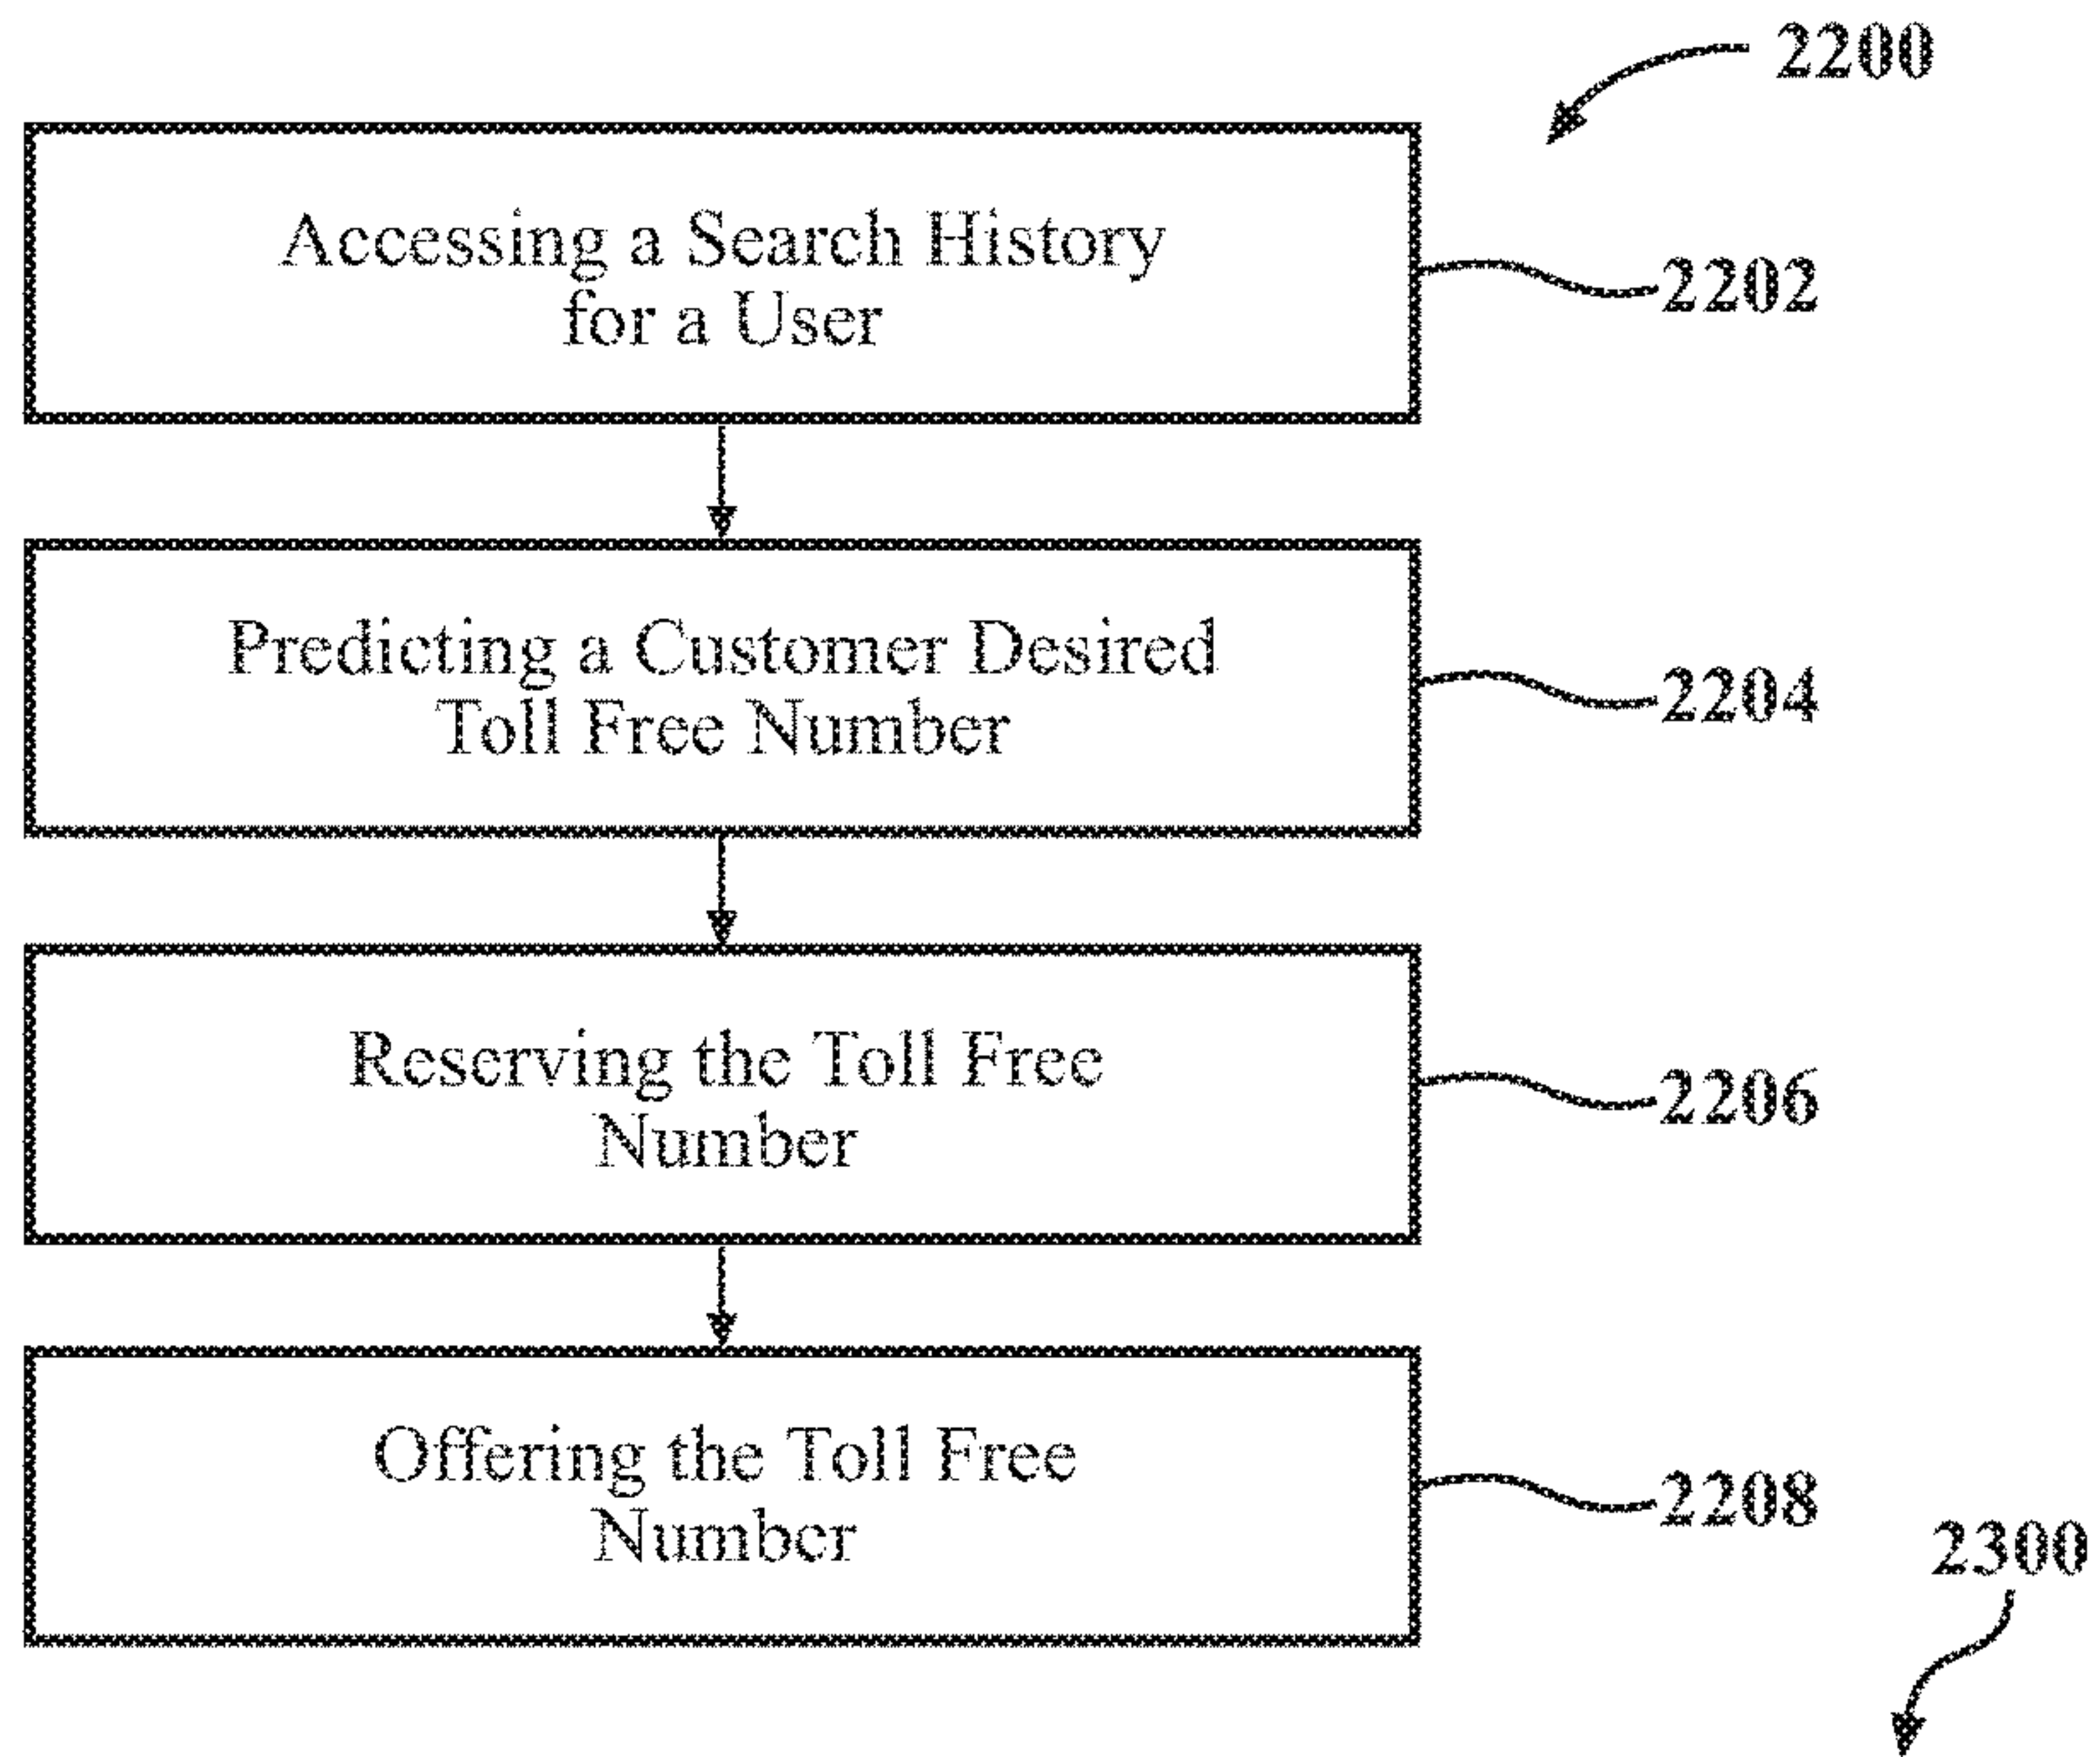 2200
Accessing a Search History
for a User
2202
Predicting a Customer Desired
Toll Free Number
2204
Reserving the Toll Free
Number
2206
Offering the Toll Free
Number
2208
2300